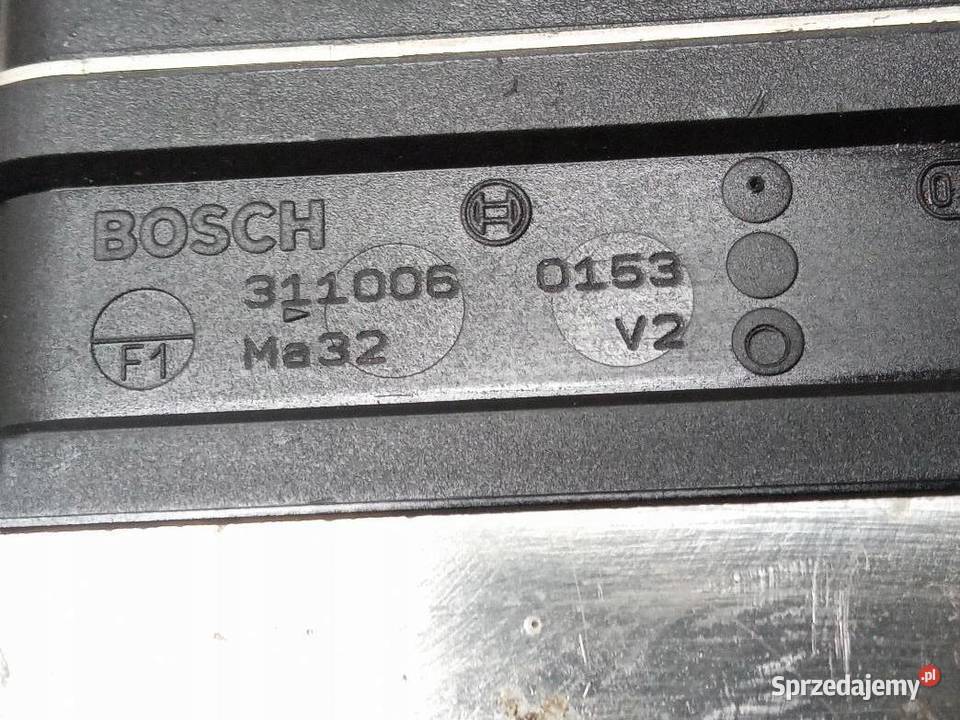 BOSCH
311006 0153
F1 Ma32 V2
Sprzedajemy.pl